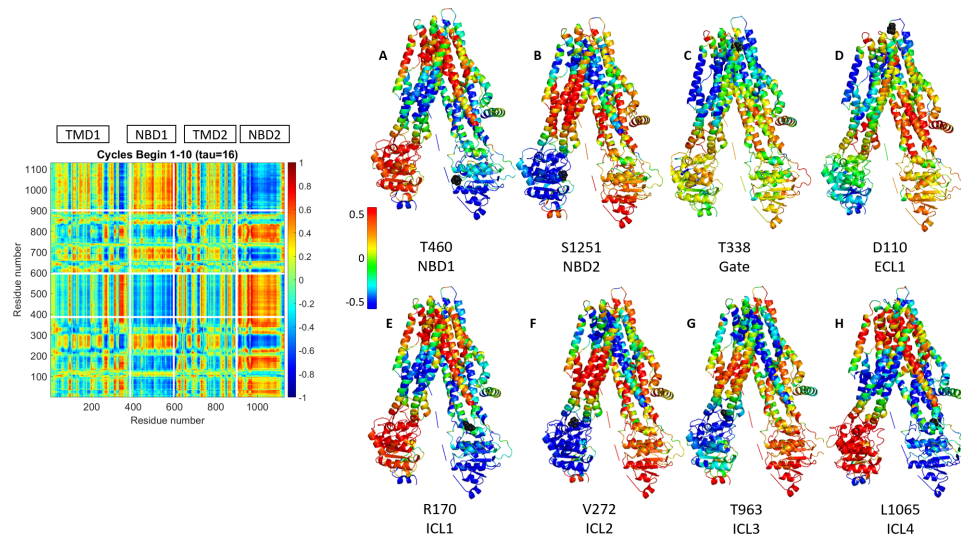 TMD1 NBD1 TMD2 NBD2
Cycles Begin 1-10 (tau=16)
Residue number
1100
1000
900
800
700
600
500
400
300
200
100
200 400 600 800 1000
Residue number
1
0.8
0.6
0.4
0.2
0
-0.2
-0.4
-0.6
-0.8
-1
0.5
0
-0.5
A
B
C
D
T460
NBD1
S1251
NBD2
T338
Gate
D110
ECL1
E
F
G
H
R170
ICL1
V272
ICL2
T963
ICL3
L1065
ICL4